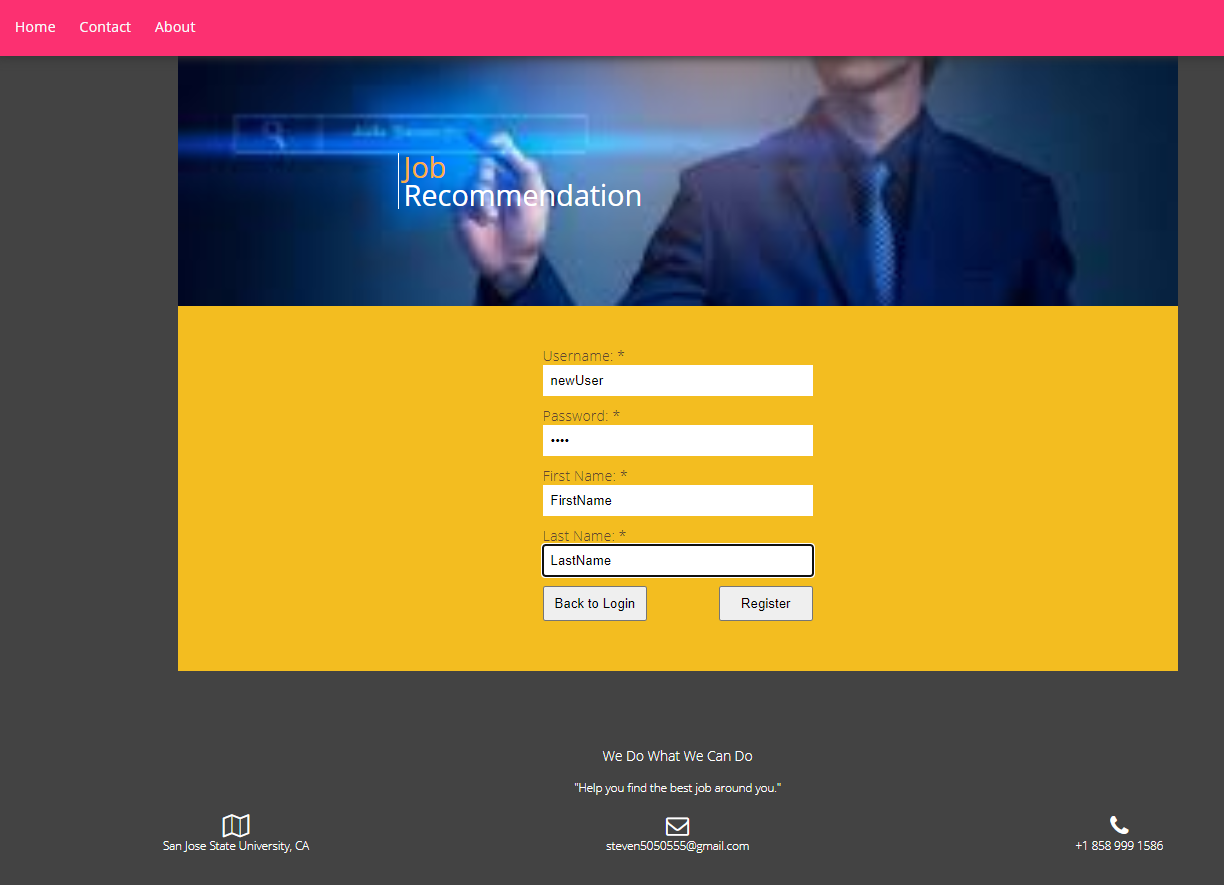 Home Contact About
Job
Recommendation
Username: *
newUser
Password: *
••••
First Name: *
FirstName
Last Name: *
LastName
Back to Login Register
We Do What We Can Do
"Help you find the best job around you."
San Jose State University, CA
steven5050555@gmail.com
+1 858 999 1586